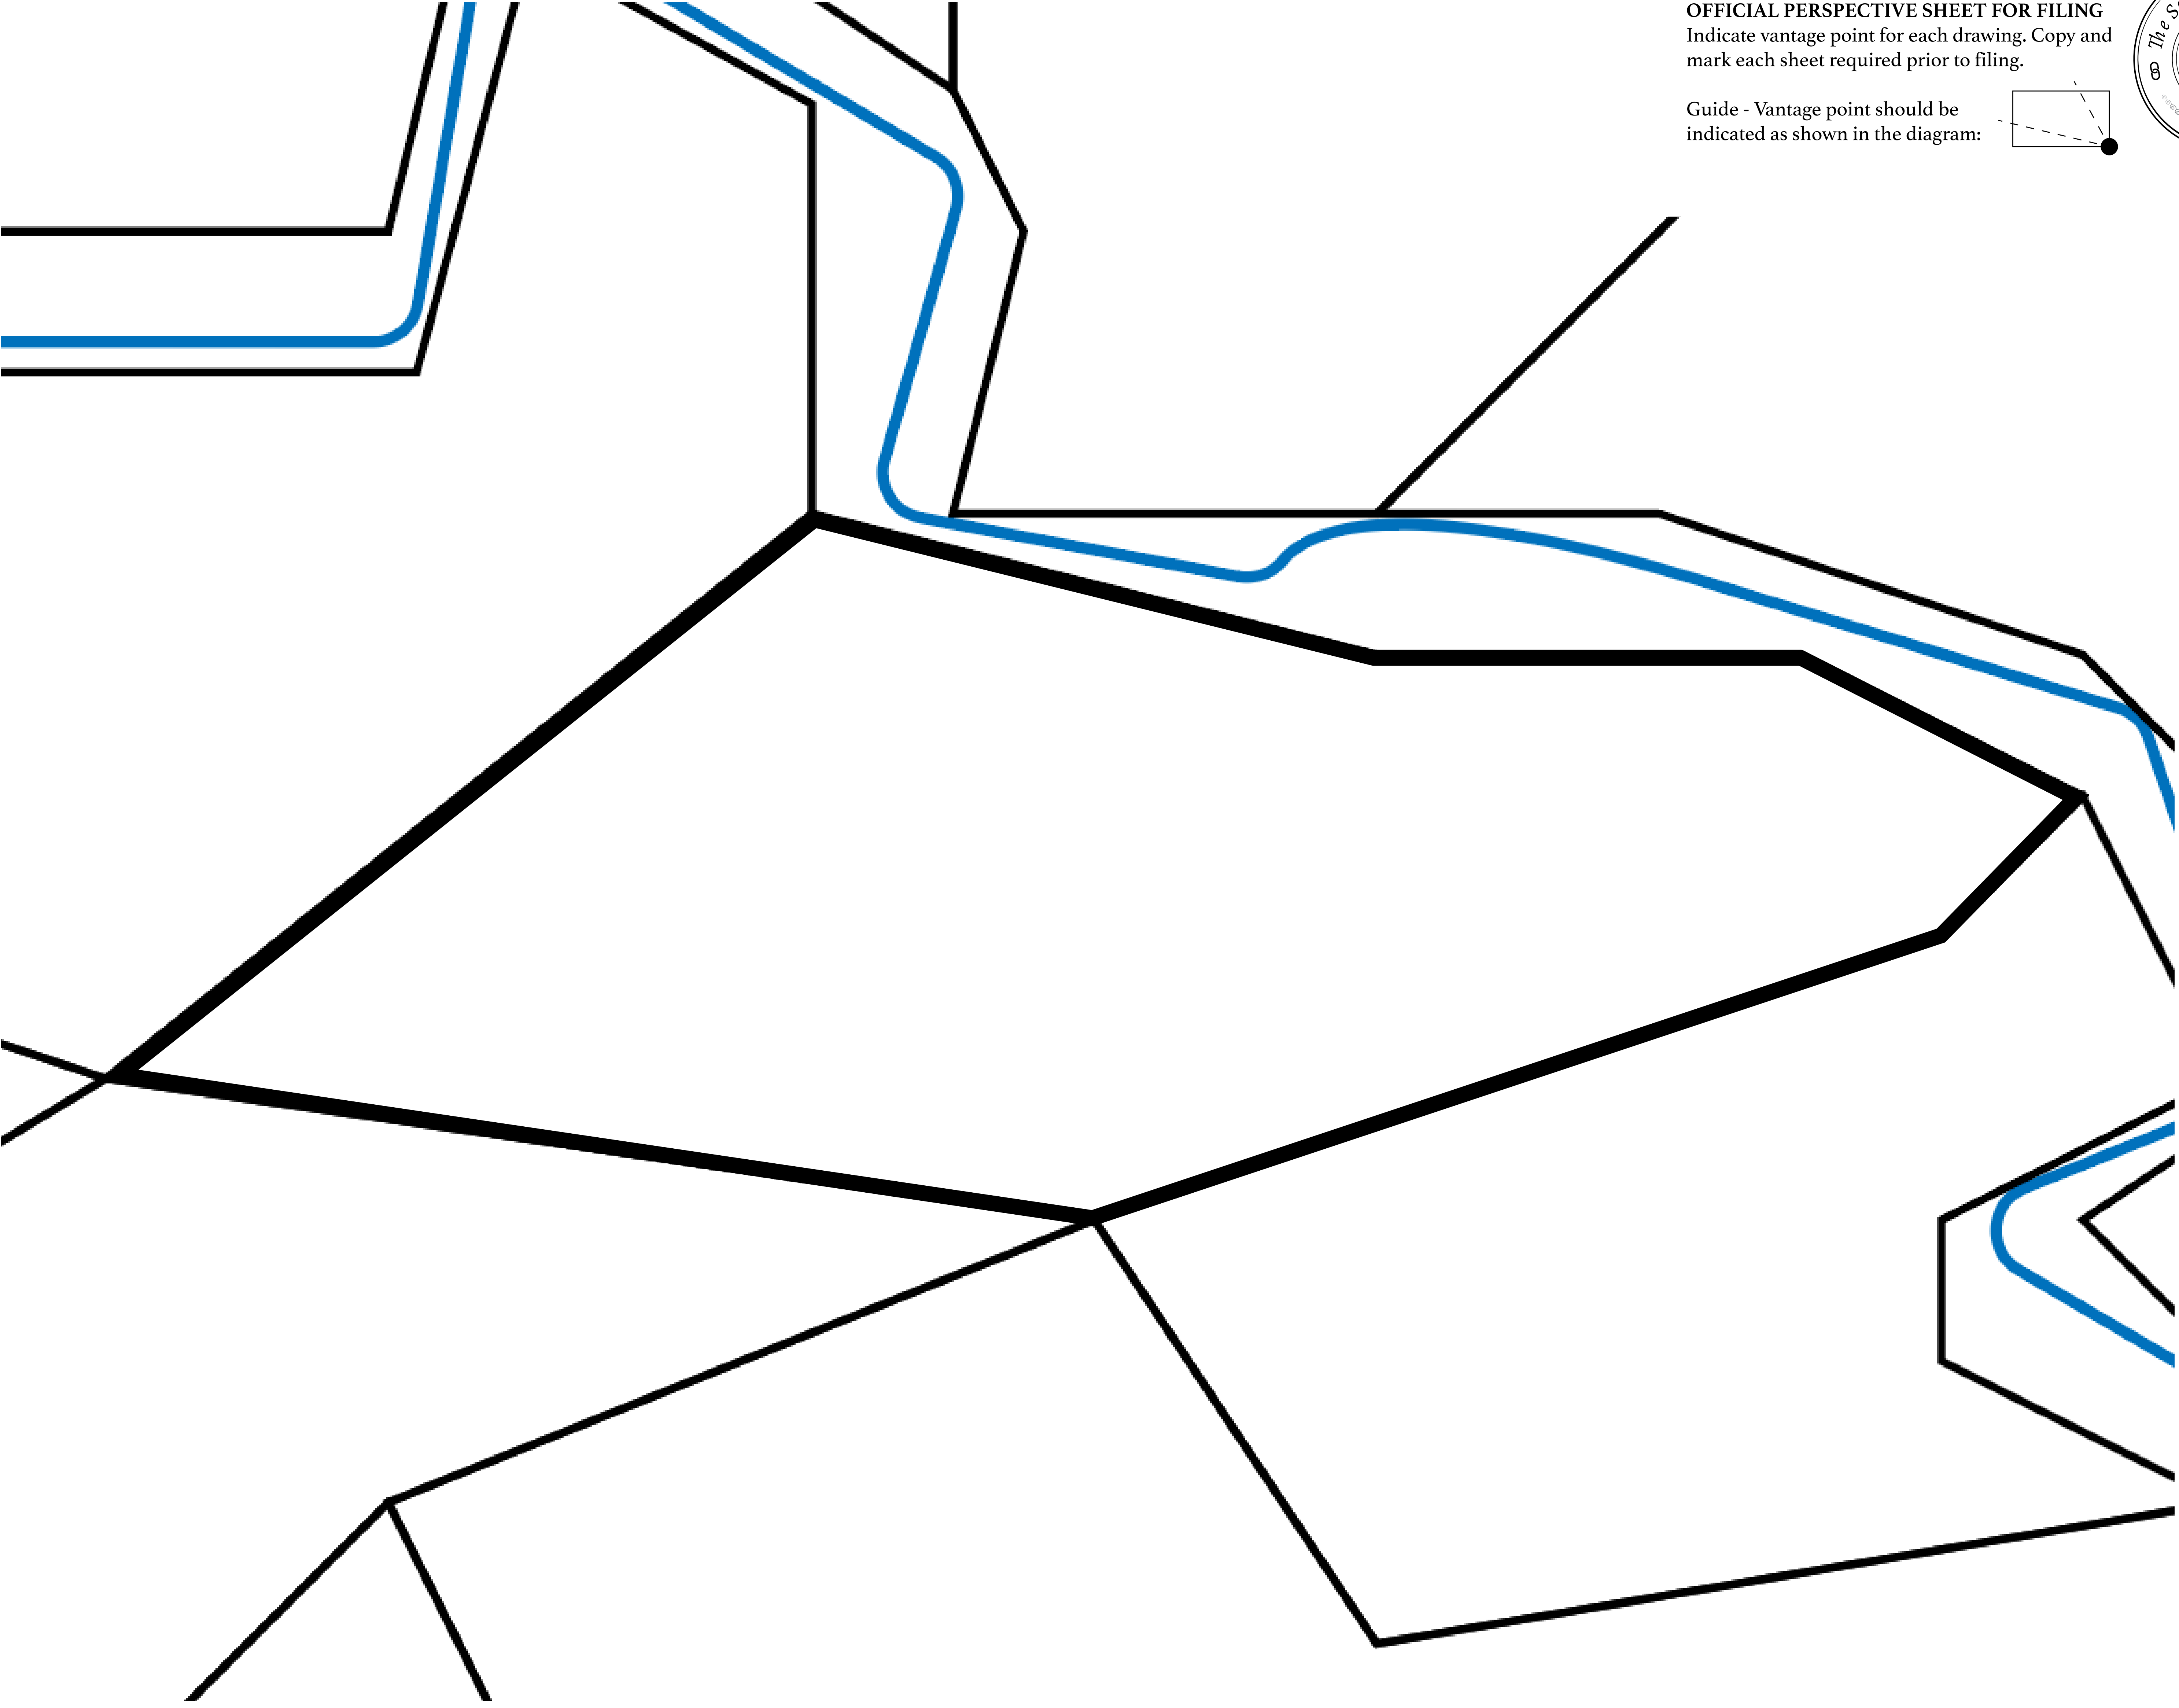 OFFICIAL PERSPECTIVE SHEET FOR FILING
Indicate vantage point for each drawing. Copy and
mark each sheet required prior to filing.
Guide - Vantage point should be
indicated as shown in the diagram:
The